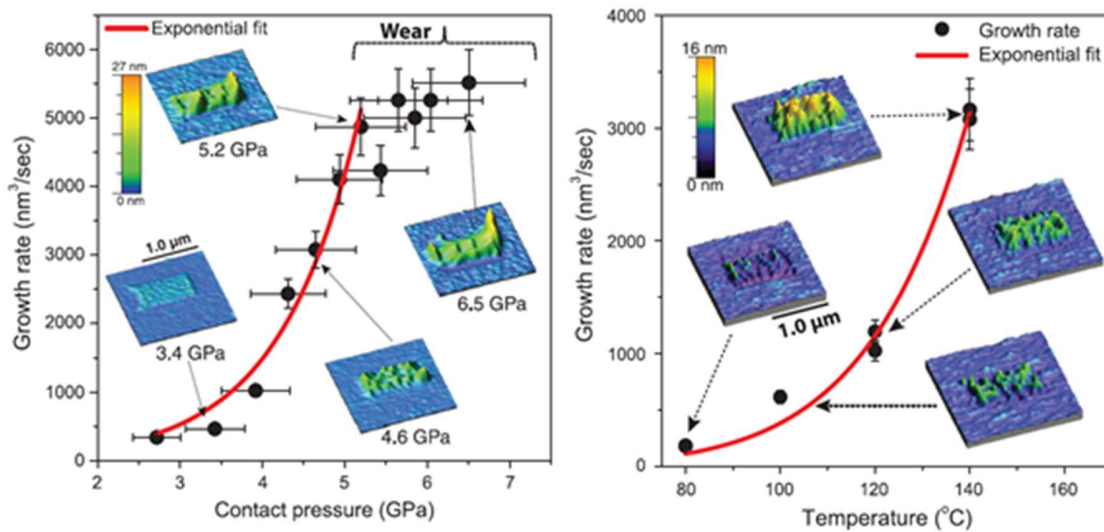 Exponential fit
Wear
27 nm
0 nm
5.2 GPa
1.0 µm
3.4 GPa
4.6 GPa
6.5 GPa
Growth rate (nm³/sec)
6000
5000
4000
3000
2000
1000
0
2 3 4 5 6 7
Contact pressure (GPa)
Growth rate
Exponential fit
16 nm
0 nm
1.0 µm
Growth rate (nm³/sec)
4000
3000
2000
1000
0
80 100 120 140 160
Temperature (°C)